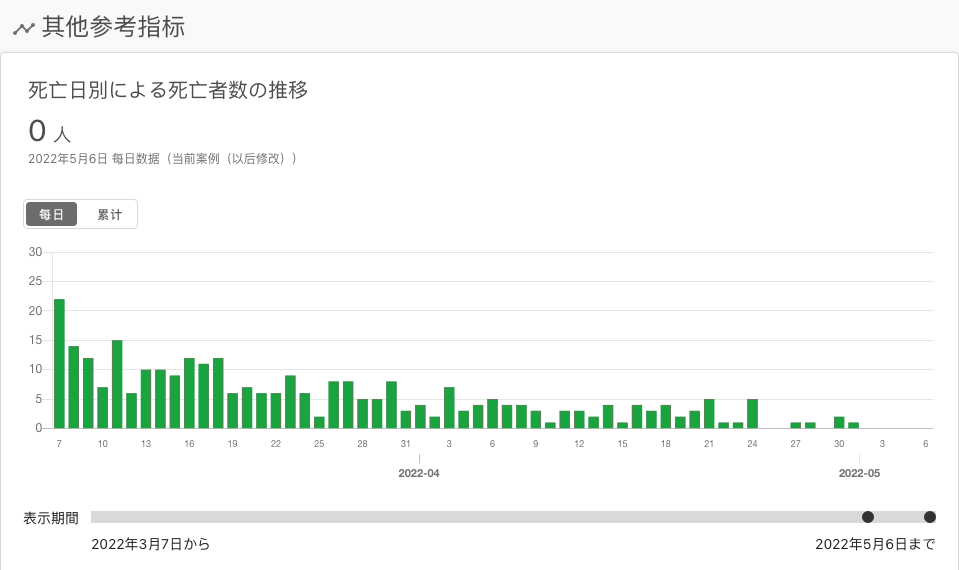 其他参考指标
死亡日別による死亡者数の推移
0 人
2022年5月6日 每日数据（当前案例（以后修改））
每日 累计
30
25
20
15
10
5
0
7 10 13 16 19 22 25 28 31 3 6 9 12 15 18 21 24 27 30 3 6
2022-04 2022-05
表示期間
2022年3月7日から 2022年5月6日まで